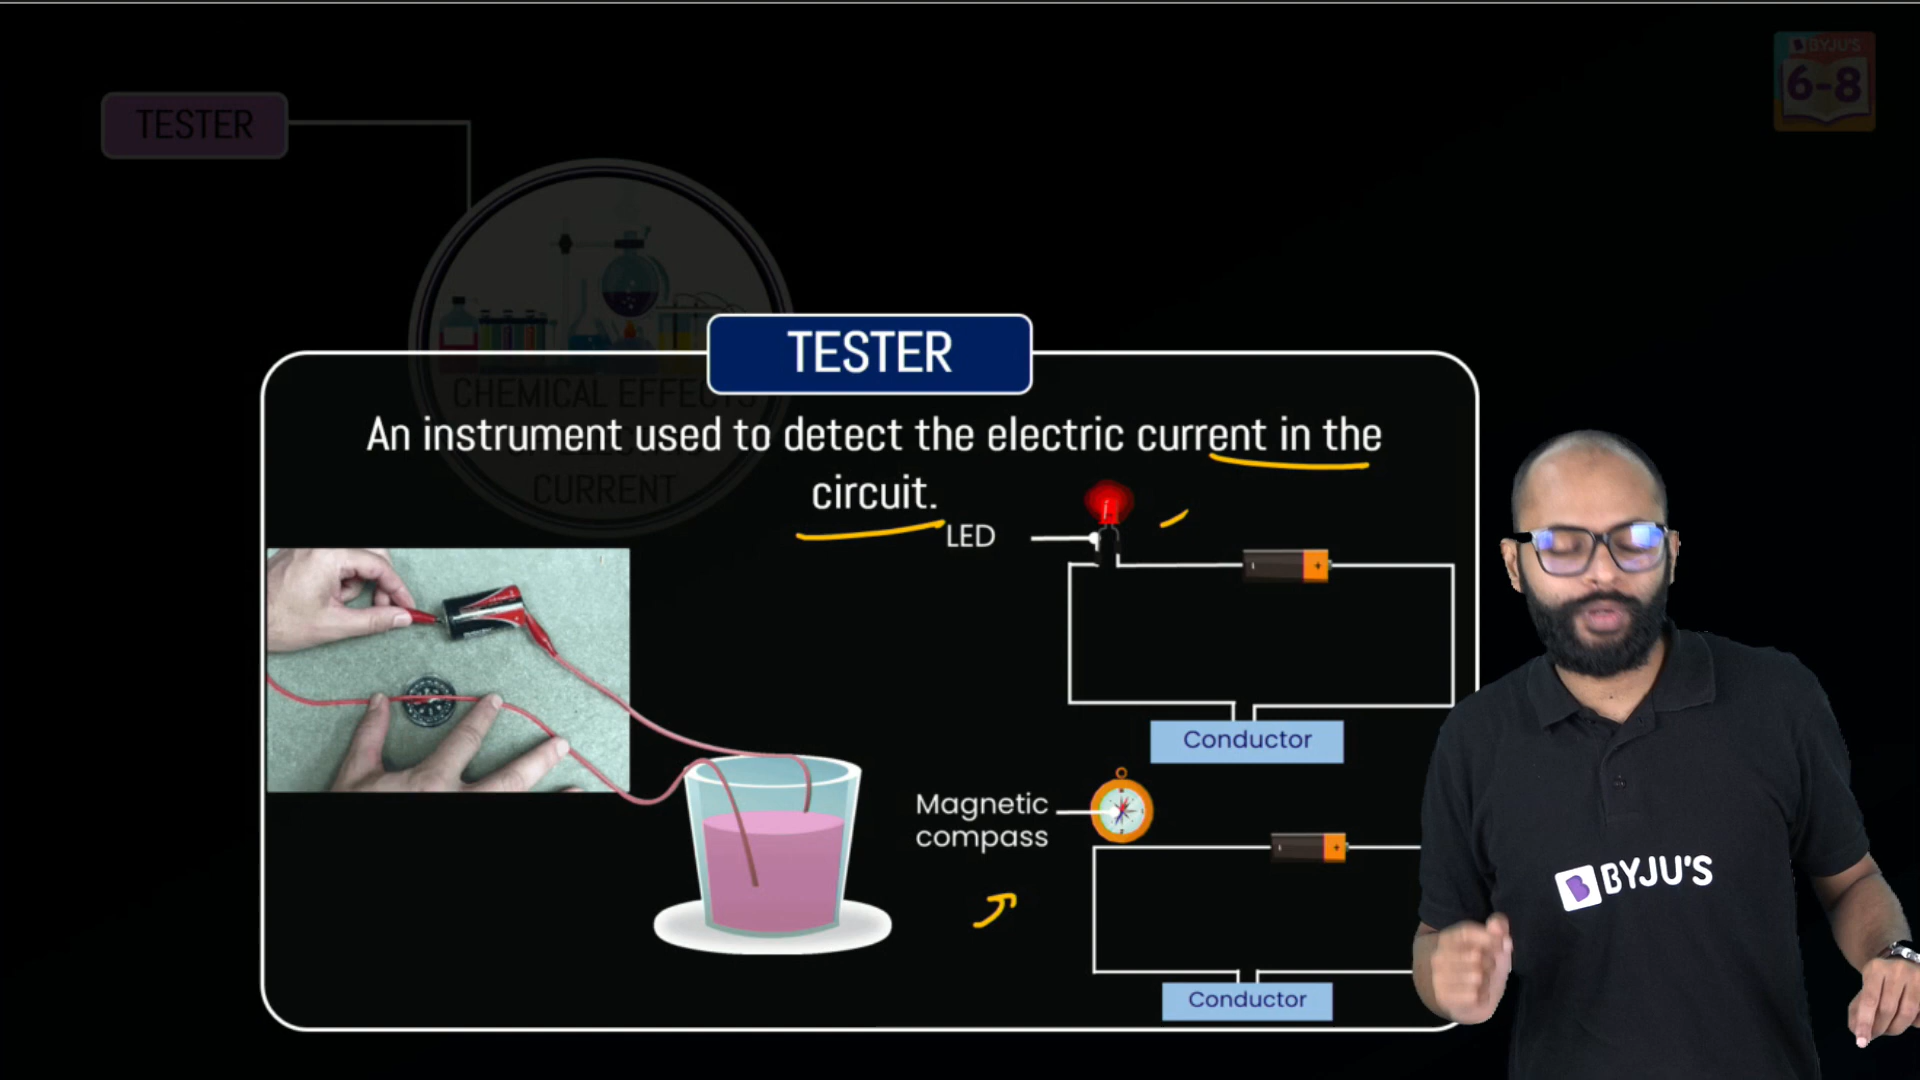 BYJU'S
6-8
TESTER
TESTER
CHEMICAL EFFECTS
An instrument used to detect the electric current in the
circuit.
CURRENT
LED
Conductor
Magnetic
compass
BYJU'S
Conductor